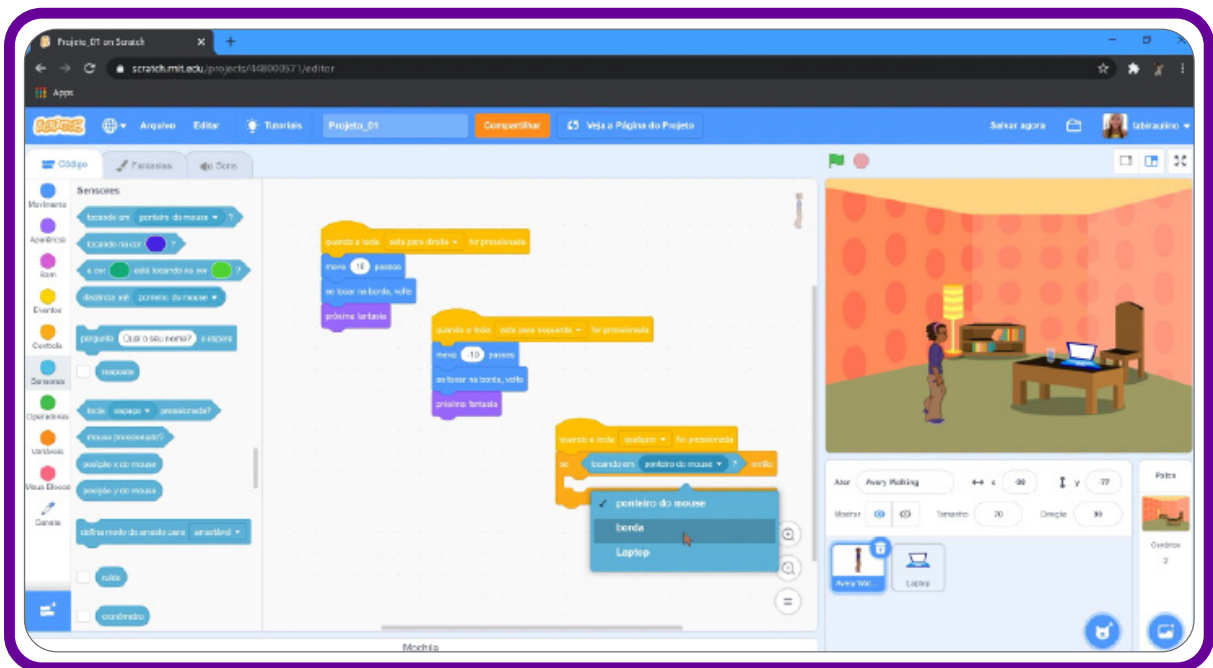 Projeto_01 on Scratch
scratch.mit.edu/projects/448000571/editor
Apps
SCRATCH
Arquivo
Editar
Tutoriais
Projeto_01
Compartilhar
Veja a Página do Projeto
Salvar agora
Código
Fantasias
Sons
Movimento
Aparência
Som
Eventos
Controle
Sensores
Operadores
Variáveis
Meus Blocos
Caneta
Sensores
tocando em ponteiro do mouse ?
tocando na cor ?
a cor está tocando na cor ?
distância até ponteiro do mouse
pergunte Qual o seu nome? e espere
resposta
tecla espaço pressionada?
mouse pressionado?
posição x do mouse
posição y do mouse
defina modo de arrasto para arrastável
ruído
cronômetro
quando a tecla seta para direita for pressionada
mova 10 passos
se tocar na borda, volte
próxima fantasia
quando a tecla seta para esquerda for pressionada
mova -10 passos
se tocar na borda, volte
próxima fantasia
quando a tecla qualquer for pressionada
se tocando em ponteiro do mouse ? então
ponteiro do mouse
borda
Laptop
Mochila
Ator Avery Walking x -98 y -77
Mostrar Tamanho 70 Direção 90
Avery Wal...
Laptop
Palco
Cenários
2